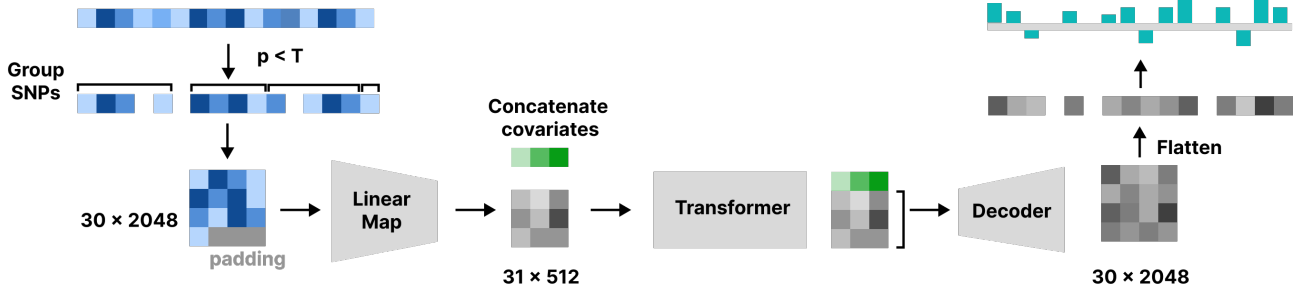 p < T
Group
SNPs
Concatenate
covariates
Flatten
Linear
Map
Transformer
Decoder
30 × 2048
padding
31 × 512
30 × 2048